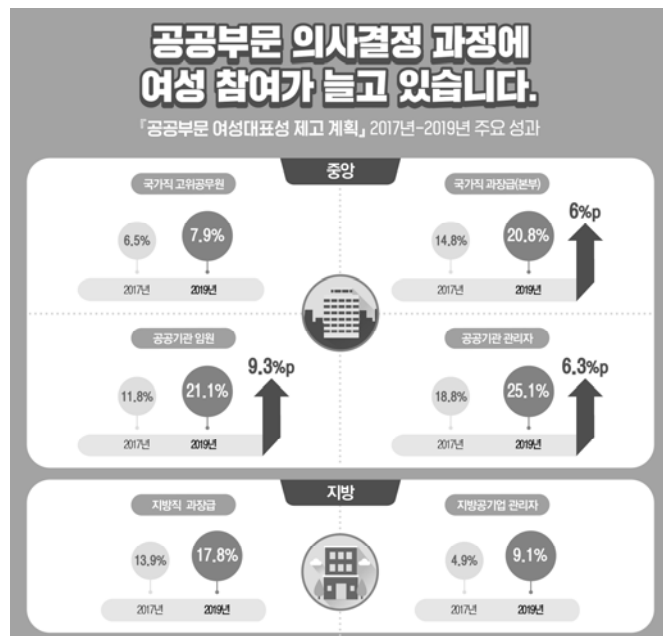 공공부문 의사결정 과정에
여성 참여가 늘고 있습니다.
『공공부문 여성대표성 제고 계획』 2017년-2019년 주요 성과
중앙
국가직 고위공무원
6.5%
7.9%
2017년
2019년
국가직 과장급(본부)
14.8%
20.8%
6%p
2017년
2019년
공공기관 임원
11.8%
21.1%
9.3%p
2017년
2019년
공공기관 관리자
18.8%
25.1%
6.3%p
2017년
2019년
지방
지방직 과장급
13.9%
17.8%
2017년
2019년
지방공기업 관리자
4.9%
9.1%
2017년
2019년